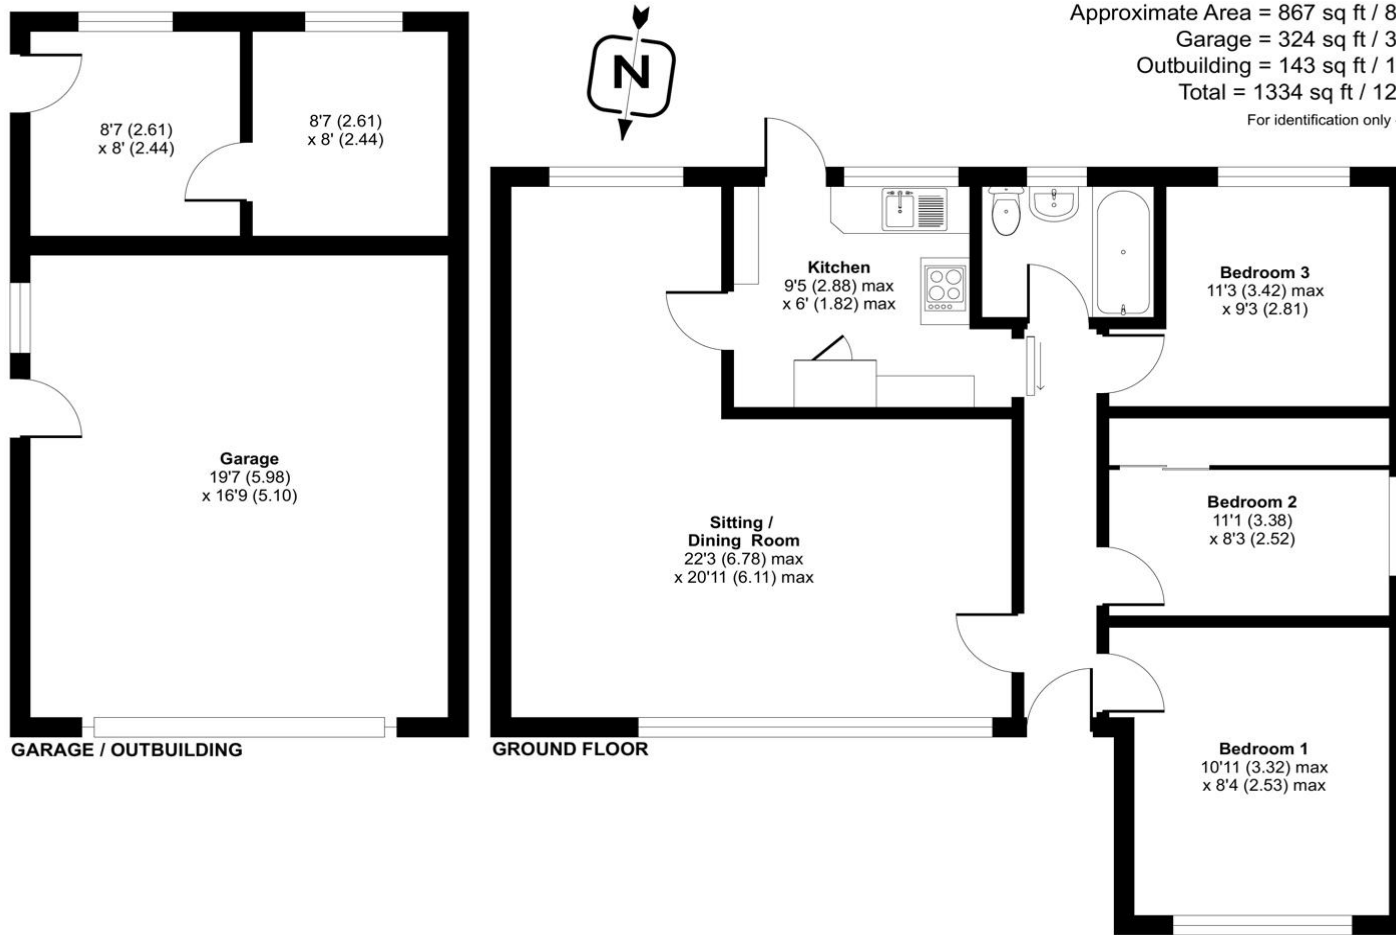 Approximate Area = 867 sq ft / 8
Garage = 324 sq ft / 3
Outbuilding = 143 sq ft / 1
Total = 1334 sq ft / 12
For identification only
N
8'7 (2.61)
x 8' (2.44)
8'7 (2.61)
x 8' (2.44)
Kitchen
9'5 (2.88) max
x 6' (1.82) max
Bedroom 3
11'3 (3.42) max
x 9'3 (2.81)
Garage
19'7 (5.98)
x 16'9 (5.10)
Sitting /
Dining Room
22'3 (6.78) max
x 20'11 (6.11) max
Bedroom 2
11'1 (3.38)
x 8'3 (2.52)
Bedroom 1
10'11 (3.32) max
x 8'4 (2.53) max
GARAGE / OUTBUILDING
GROUND FLOOR